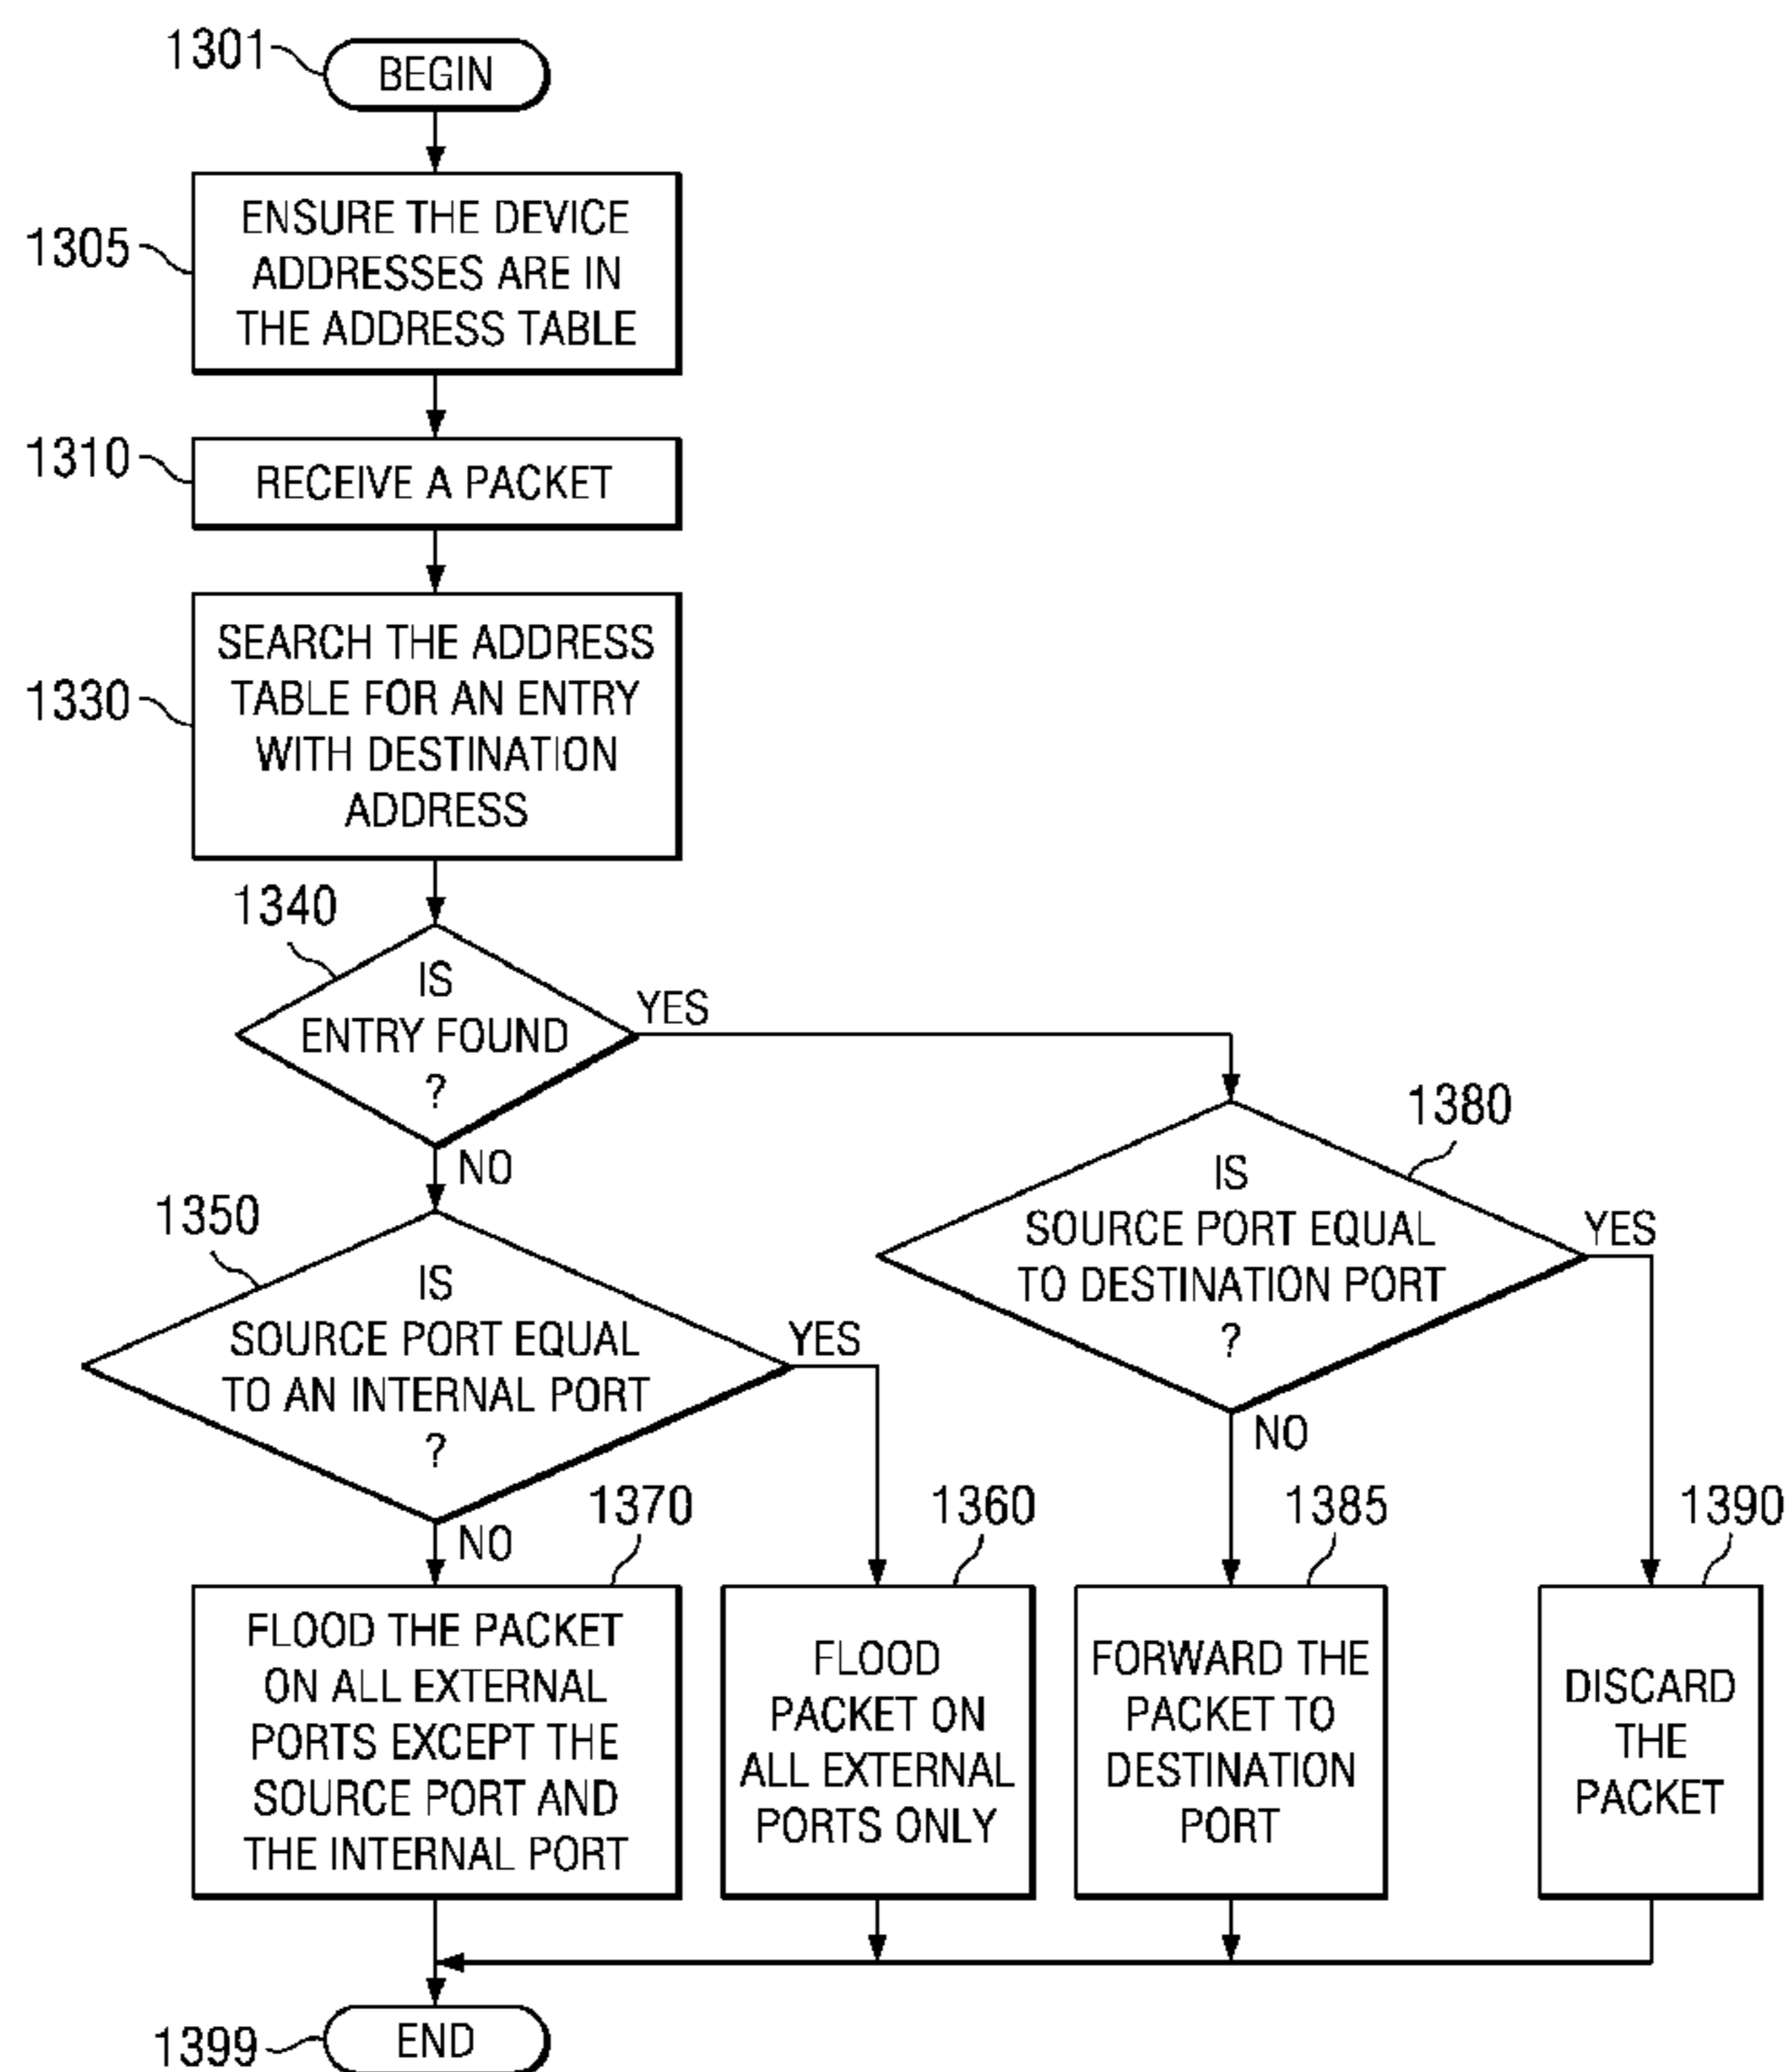 1301
BEGIN
1305
ENSURE THE DEVICE
ADDRESSES ARE IN
THE ADDRESS TABLE
1310
RECEIVE A PACKET
1330
SEARCH THE ADDRESS
TABLE FOR AN ENTRY
WITH DESTINATION
ADDRESS
1340
IS
ENTRY FOUND
?
YES
NO
1380
IS
SOURCE PORT EQUAL
TO DESTINATION PORT
?
YES
NO
1350
IS
SOURCE PORT EQUAL
TO AN INTERNAL PORT
?
YES
NO
1370
FLOOD THE PACKET
ON ALL EXTERNAL
PORTS EXCEPT THE
SOURCE PORT AND
THE INTERNAL PORT
1360
FLOOD
PACKET ON
ALL EXTERNAL
PORTS ONLY
1385
FORWARD THE
PACKET TO
DESTINATION
PORT
1390
DISCARD
THE
PACKET
1399
END